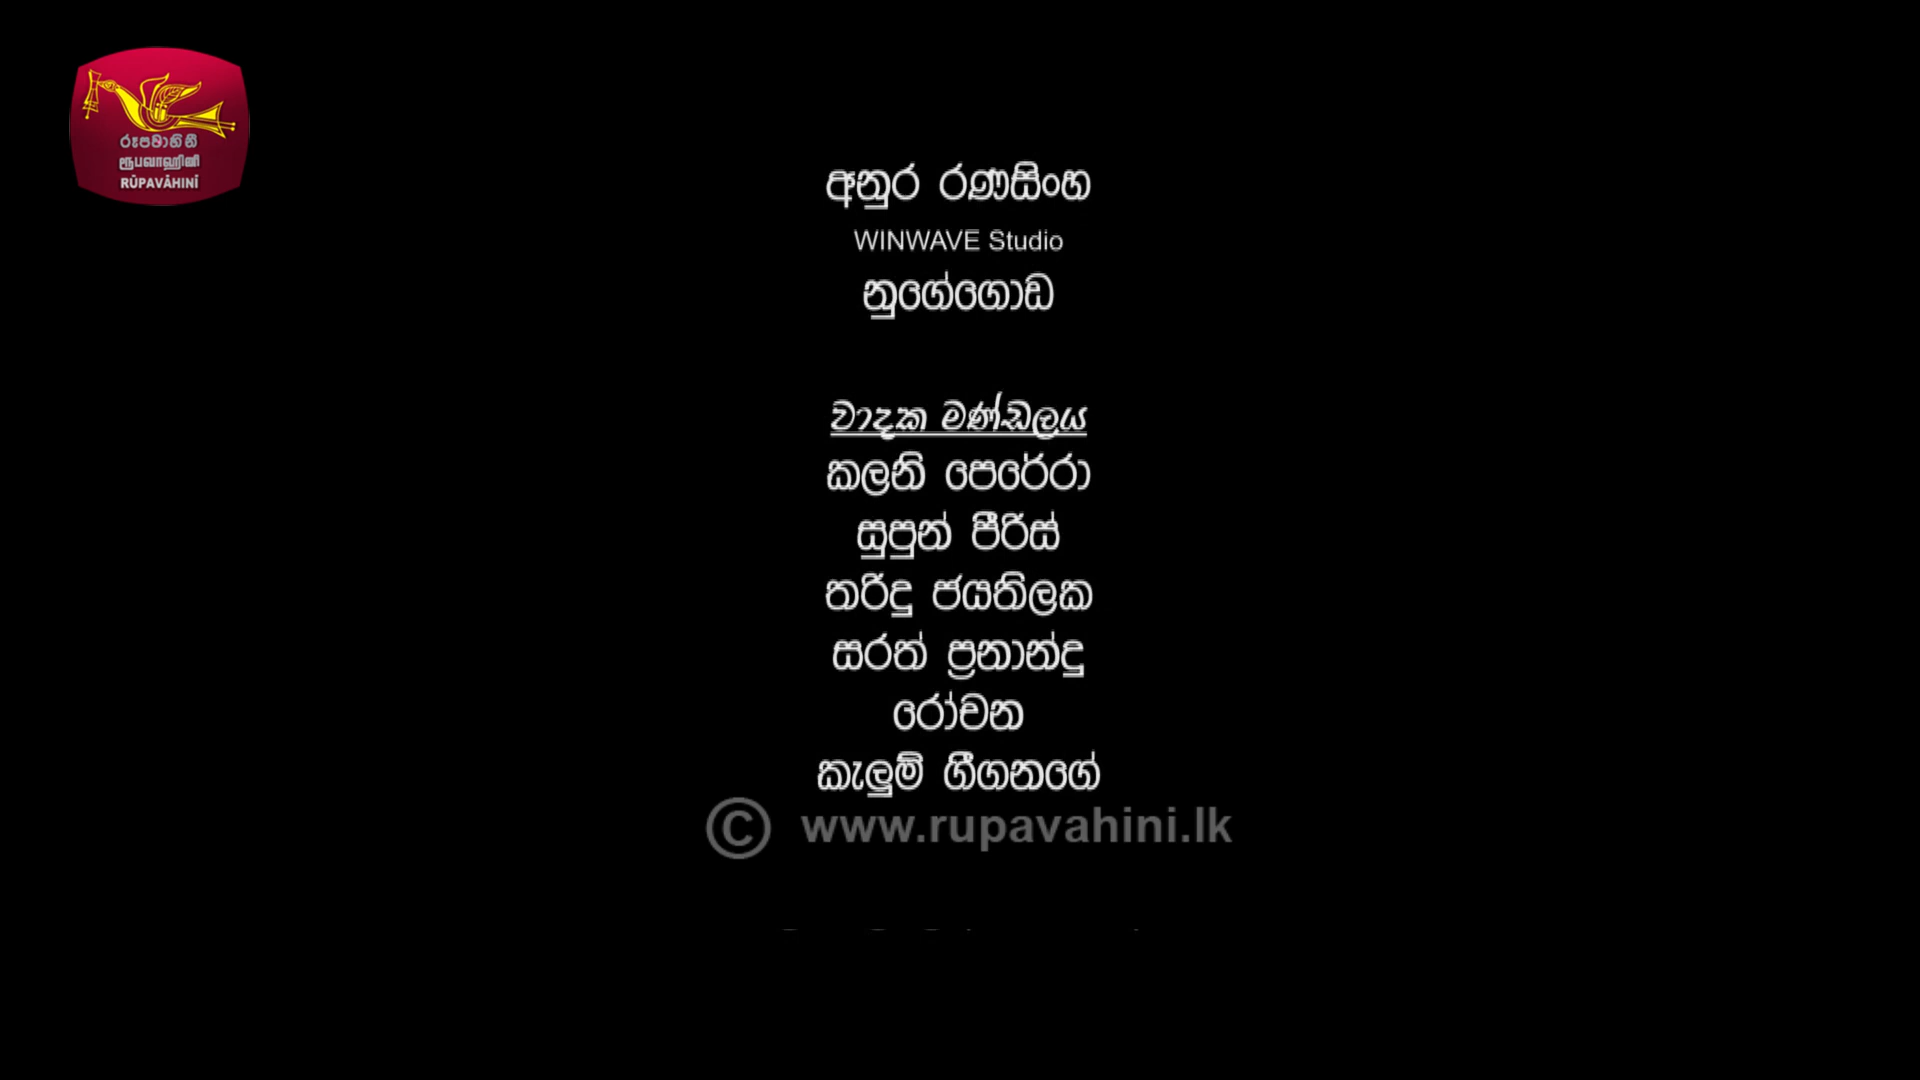 රූපවාහිනී
ரூபவாஹினி
RŪPAVĀHINĪ
අනුර රණසිංහ
WINWAVE Studio
නුගේගොඩ
වාදක මණ්ඩලය
කලනි පෙරේරා
සුපුන් පීරිස්
තරිදු ජයතිලක
සරත් ප්‍රනාන්දු
රෝචන
කැලුම් ගීගනගේ
© www.rupavahini.lk